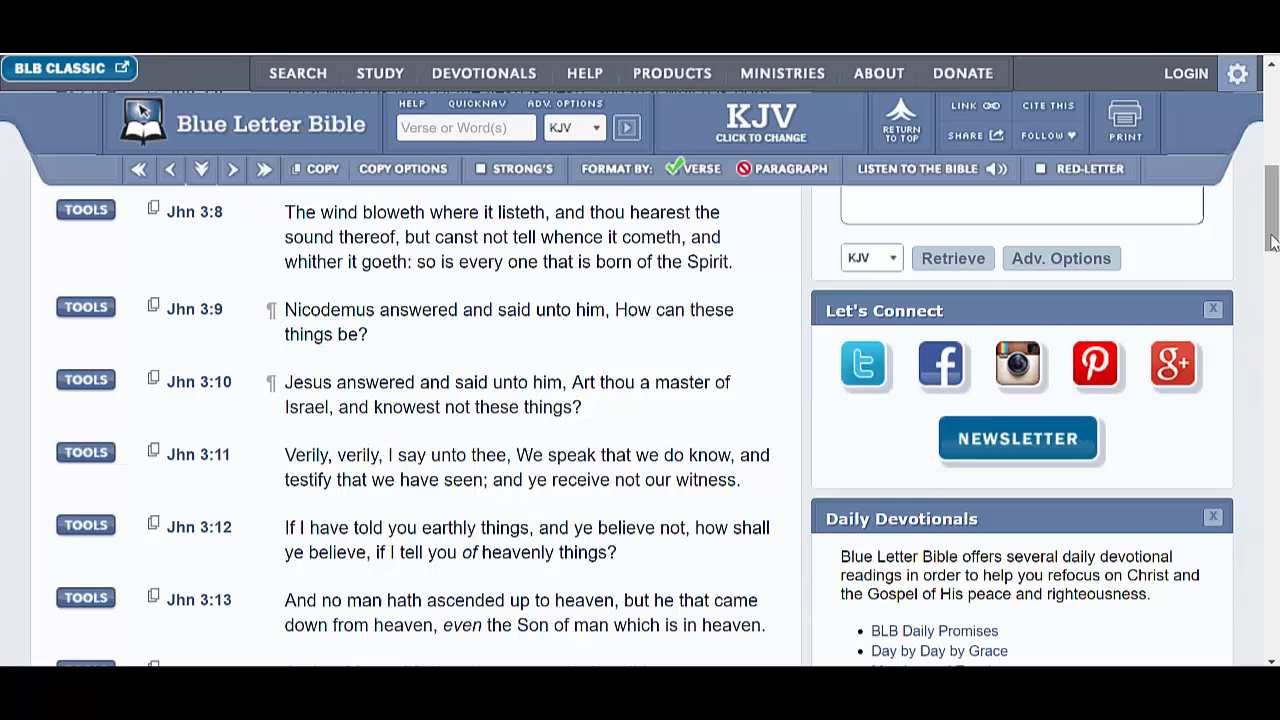 BLB CLASSIC
SEARCH STUDY DEVOTIONALS HELP PRODUCTS MINISTRIES ABOUT DONATE LOGIN
Blue Letter Bible
HELP QUICKNAV ADV. OPTIONS
Verse or Word(s) KJV
KJV
CLICK TO CHANGE
RETURN
TO TOP
LINK CITE THIS
SHARE FOLLOW
PRINT
COPY COPY OPTIONS STRONG'S FORMAT BY: VERSE PARAGRAPH LISTEN TO THE BIBLE RED-LETTER
TOOLS Jhn 3:8 The wind bloweth where it listeth, and thou hearest the
sound thereof, but canst not tell whence it cometh, and
whither it goeth: so is every one that is born of the Spirit.
TOOLS Jhn 3:9 ¶ Nicodemus answered and said unto him, How can these
things be?
TOOLS Jhn 3:10 ¶ Jesus answered and said unto him, Art thou a master of
Israel, and knowest not these things?
TOOLS Jhn 3:11 Verily, verily, I say unto thee, We speak that we do know, and
testify that we have seen; and ye receive not our witness.
TOOLS Jhn 3:12 If I have told you earthly things, and ye believe not, how shall
ye believe, if I tell you of heavenly things?
TOOLS Jhn 3:13 And no man hath ascended up to heaven, but he that came
down from heaven, even the Son of man which is in heaven.
KJV Retrieve Adv. Options
Let's Connect X
NEWSLETTER
Daily Devotionals X
Blue Letter Bible offers several daily devotional
readings in order to help you refocus on Christ and
the Gospel of His peace and righteousness.
• BLB Daily Promises
• Day by Day by Grace